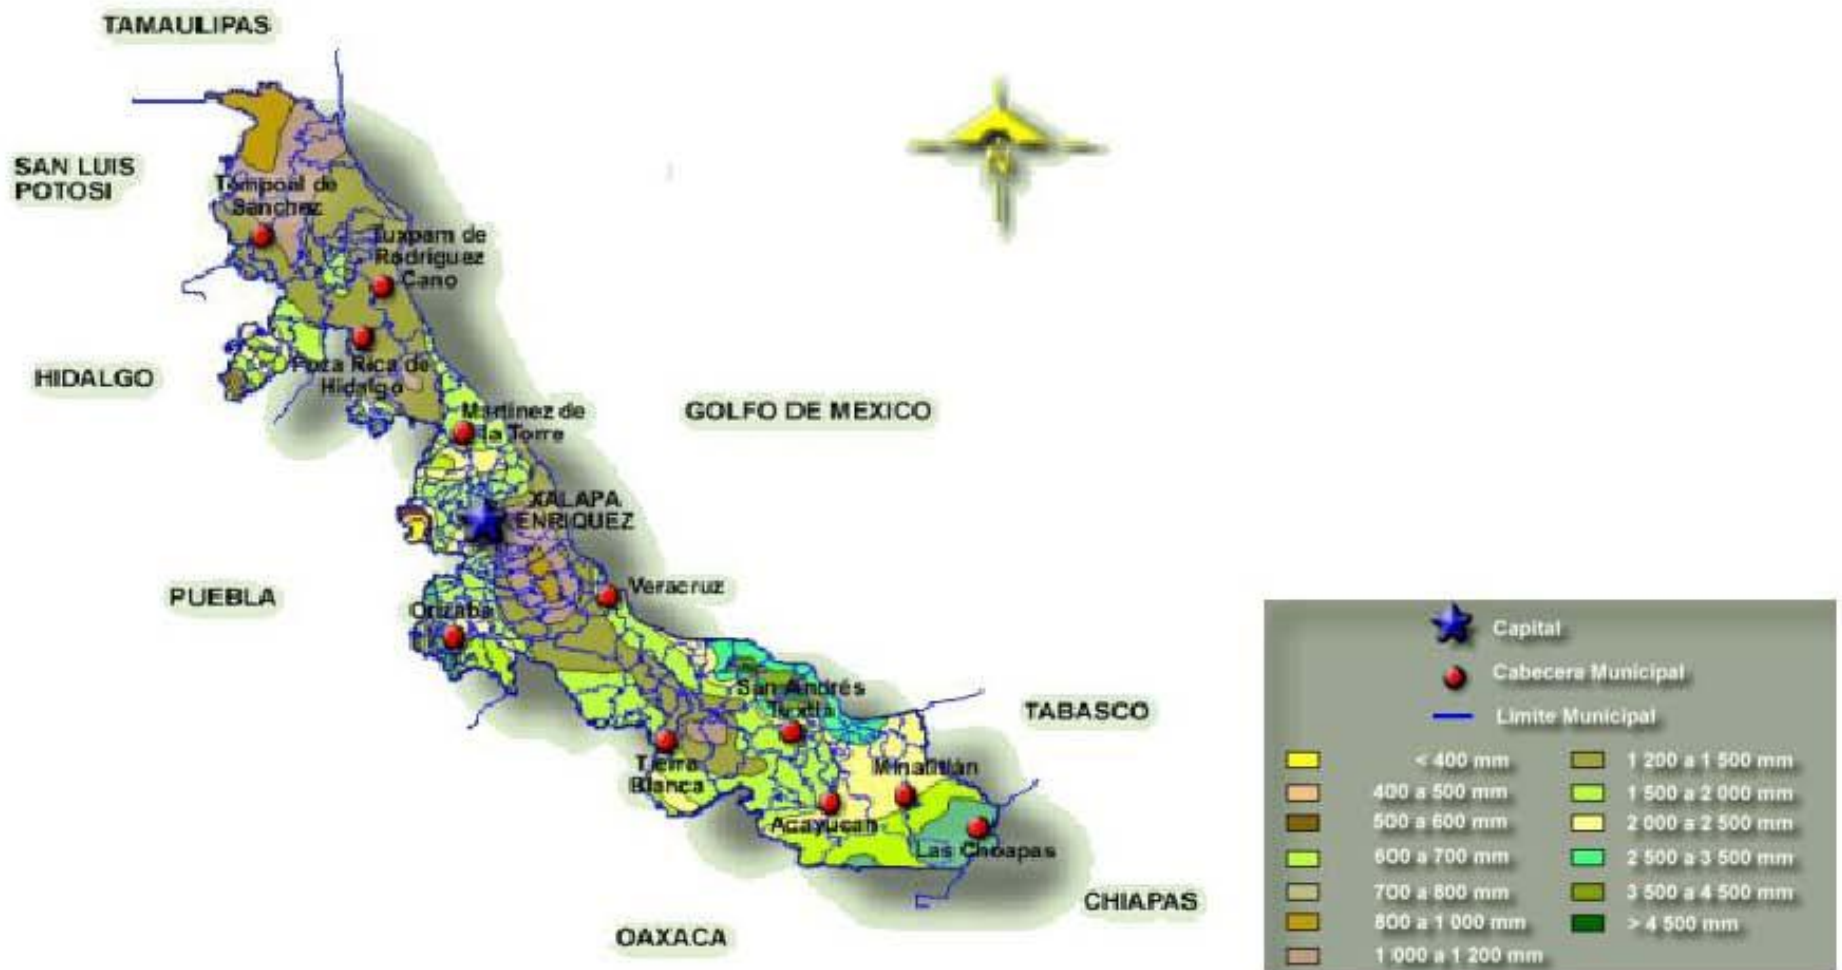 TAMAULIPAS
SAN LUIS
POTOSI
Tempoal de
Sanchez
Tuxpam de
Rodriguez
Cano
HIDALGO
Poza Rica de
Hidalgo
Martinez de
la Torre
GOLFO DE MEXICO
XALAPA
ENRIQUEZ
PUEBLA
Orizaba
Veracruz
San Andrés
Tuxtla
TABASCO
Tierra
Blanca
Minatitlán
Acayucan
Las Choapas
CHIAPAS
OAXACA
Capital
Cabecera Municipal
Limite Municipal
< 400 mm
400 a 500 mm
500 a 600 mm
600 a 700 mm
700 a 800 mm
800 a 1 000 mm
1 000 a 1 200 mm
1 200 a 1 500 mm
1 500 a 2 000 mm
2 000 a 2 500 mm
2 500 a 3 500 mm
3 500 a 4 500 mm
> 4 500 mm